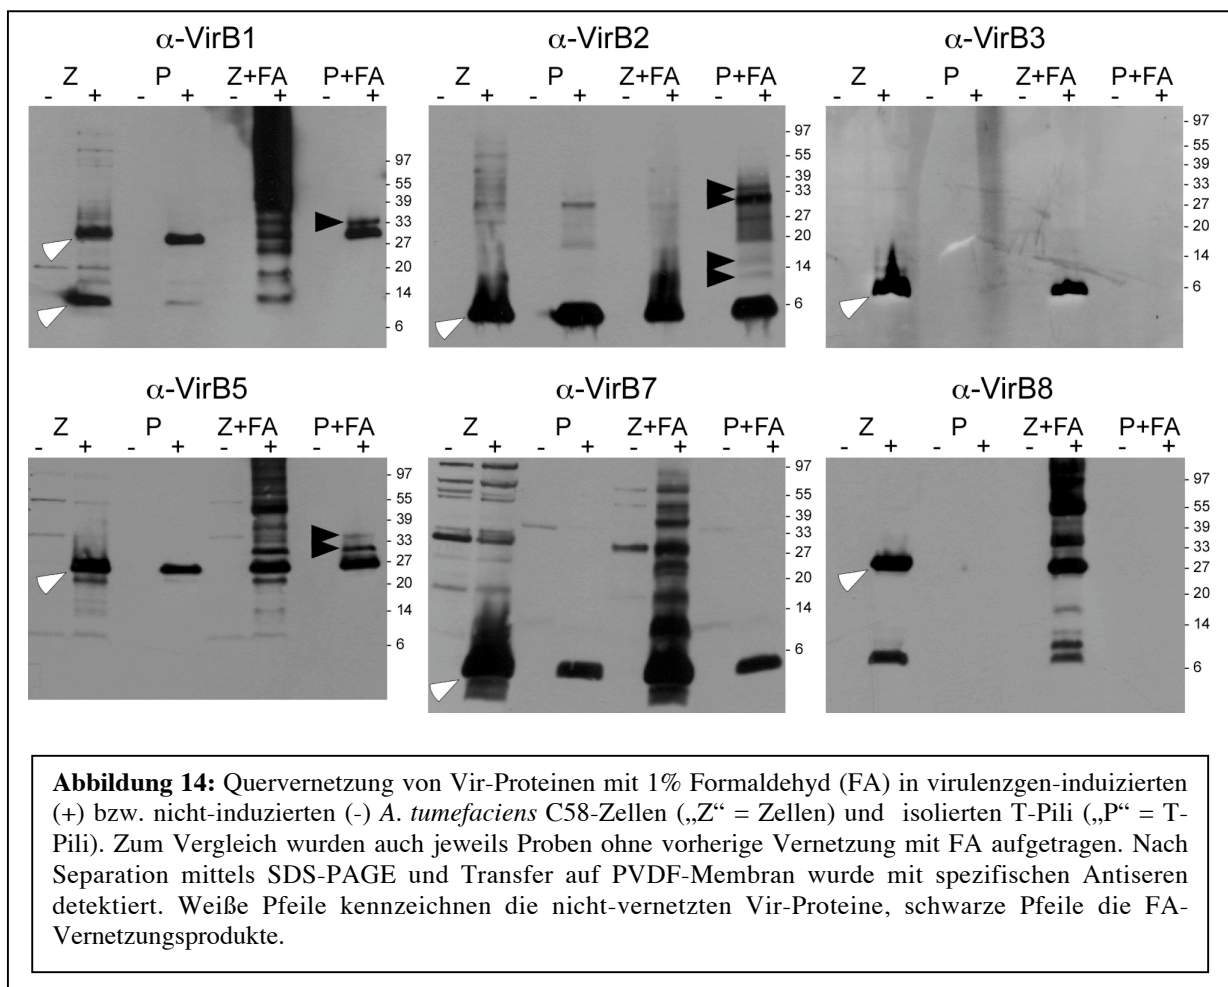 α-VirB1
α-VirB2
α-VirB3
Z P Z+FA P+FA
Z P Z+FA P+FA
Z P Z+FA P+FA
- + - + - + - +
- + - + - + - +
- + - + - + - +
- 97
- 55
- 39
- 33
- 27
- 20
- 14
- 6
- 97
- 55
- 39
- 33
- 27
- 20
- 14
- 6
- 97
- 55
- 39
- 33
- 27
- 20
- 14
- 6
α-VirB5
α-VirB7
α-VirB8
Z P Z+FA P+FA
Z P Z+FA P+FA
Z P Z+FA P+FA
- + - + - + - +
- + - + - + - +
- + - + - + - +
- 97
- 55
- 39
- 33
- 27
- 20
- 14
- 6
- 97
- 55
- 39
- 33
- 27
- 20
- 14
- 6
- 97
- 55
- 39
- 33
- 27
- 20
- 14
- 6
Abbildung 14: Quervernetzung von Vir-Proteinen mit 1% Formaldehyd (FA) in virulenzgen-induizierten
(+) bzw. nicht-induzierten (-) A. tumefaciens C58-Zellen („Z“ = Zellen) und isolierten T-Pili („P“ = T-
Pili). Zum Vergleich wurden auch jeweils Proben ohne vorherige Vernetzung mit FA aufgetragen. Nach
Separation mittels SDS-PAGE und Transfer auf PVDF-Membran wurde mit spezifischen Antiseren
detektiert. Weiße Pfeile kennzeichnen die nicht-vernetzten Vir-Proteine, schwarze Pfeile die FA-
Vernetzungsprodukte.